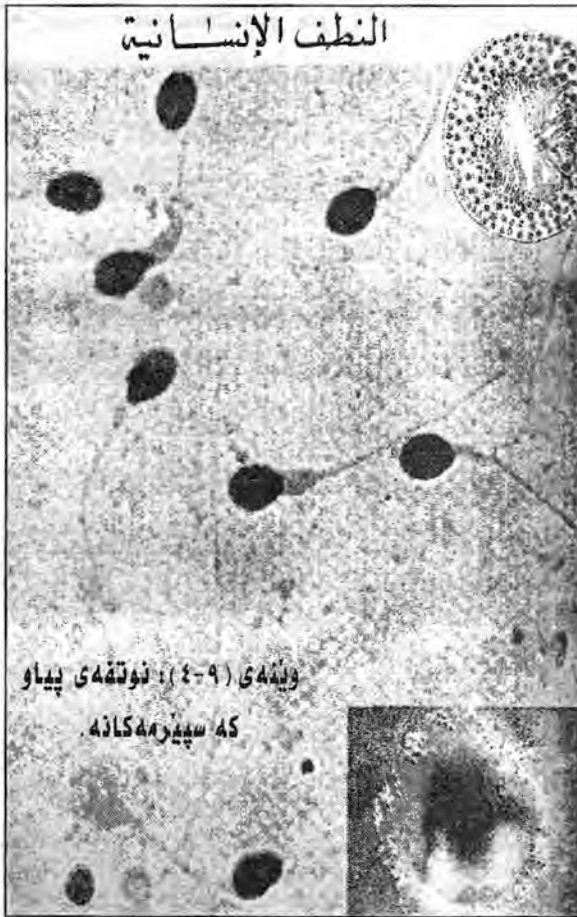 النطف الإنسانية
وێنەی (٩-٤): نوتفەی پیاو
کە سپێرمەکانە.